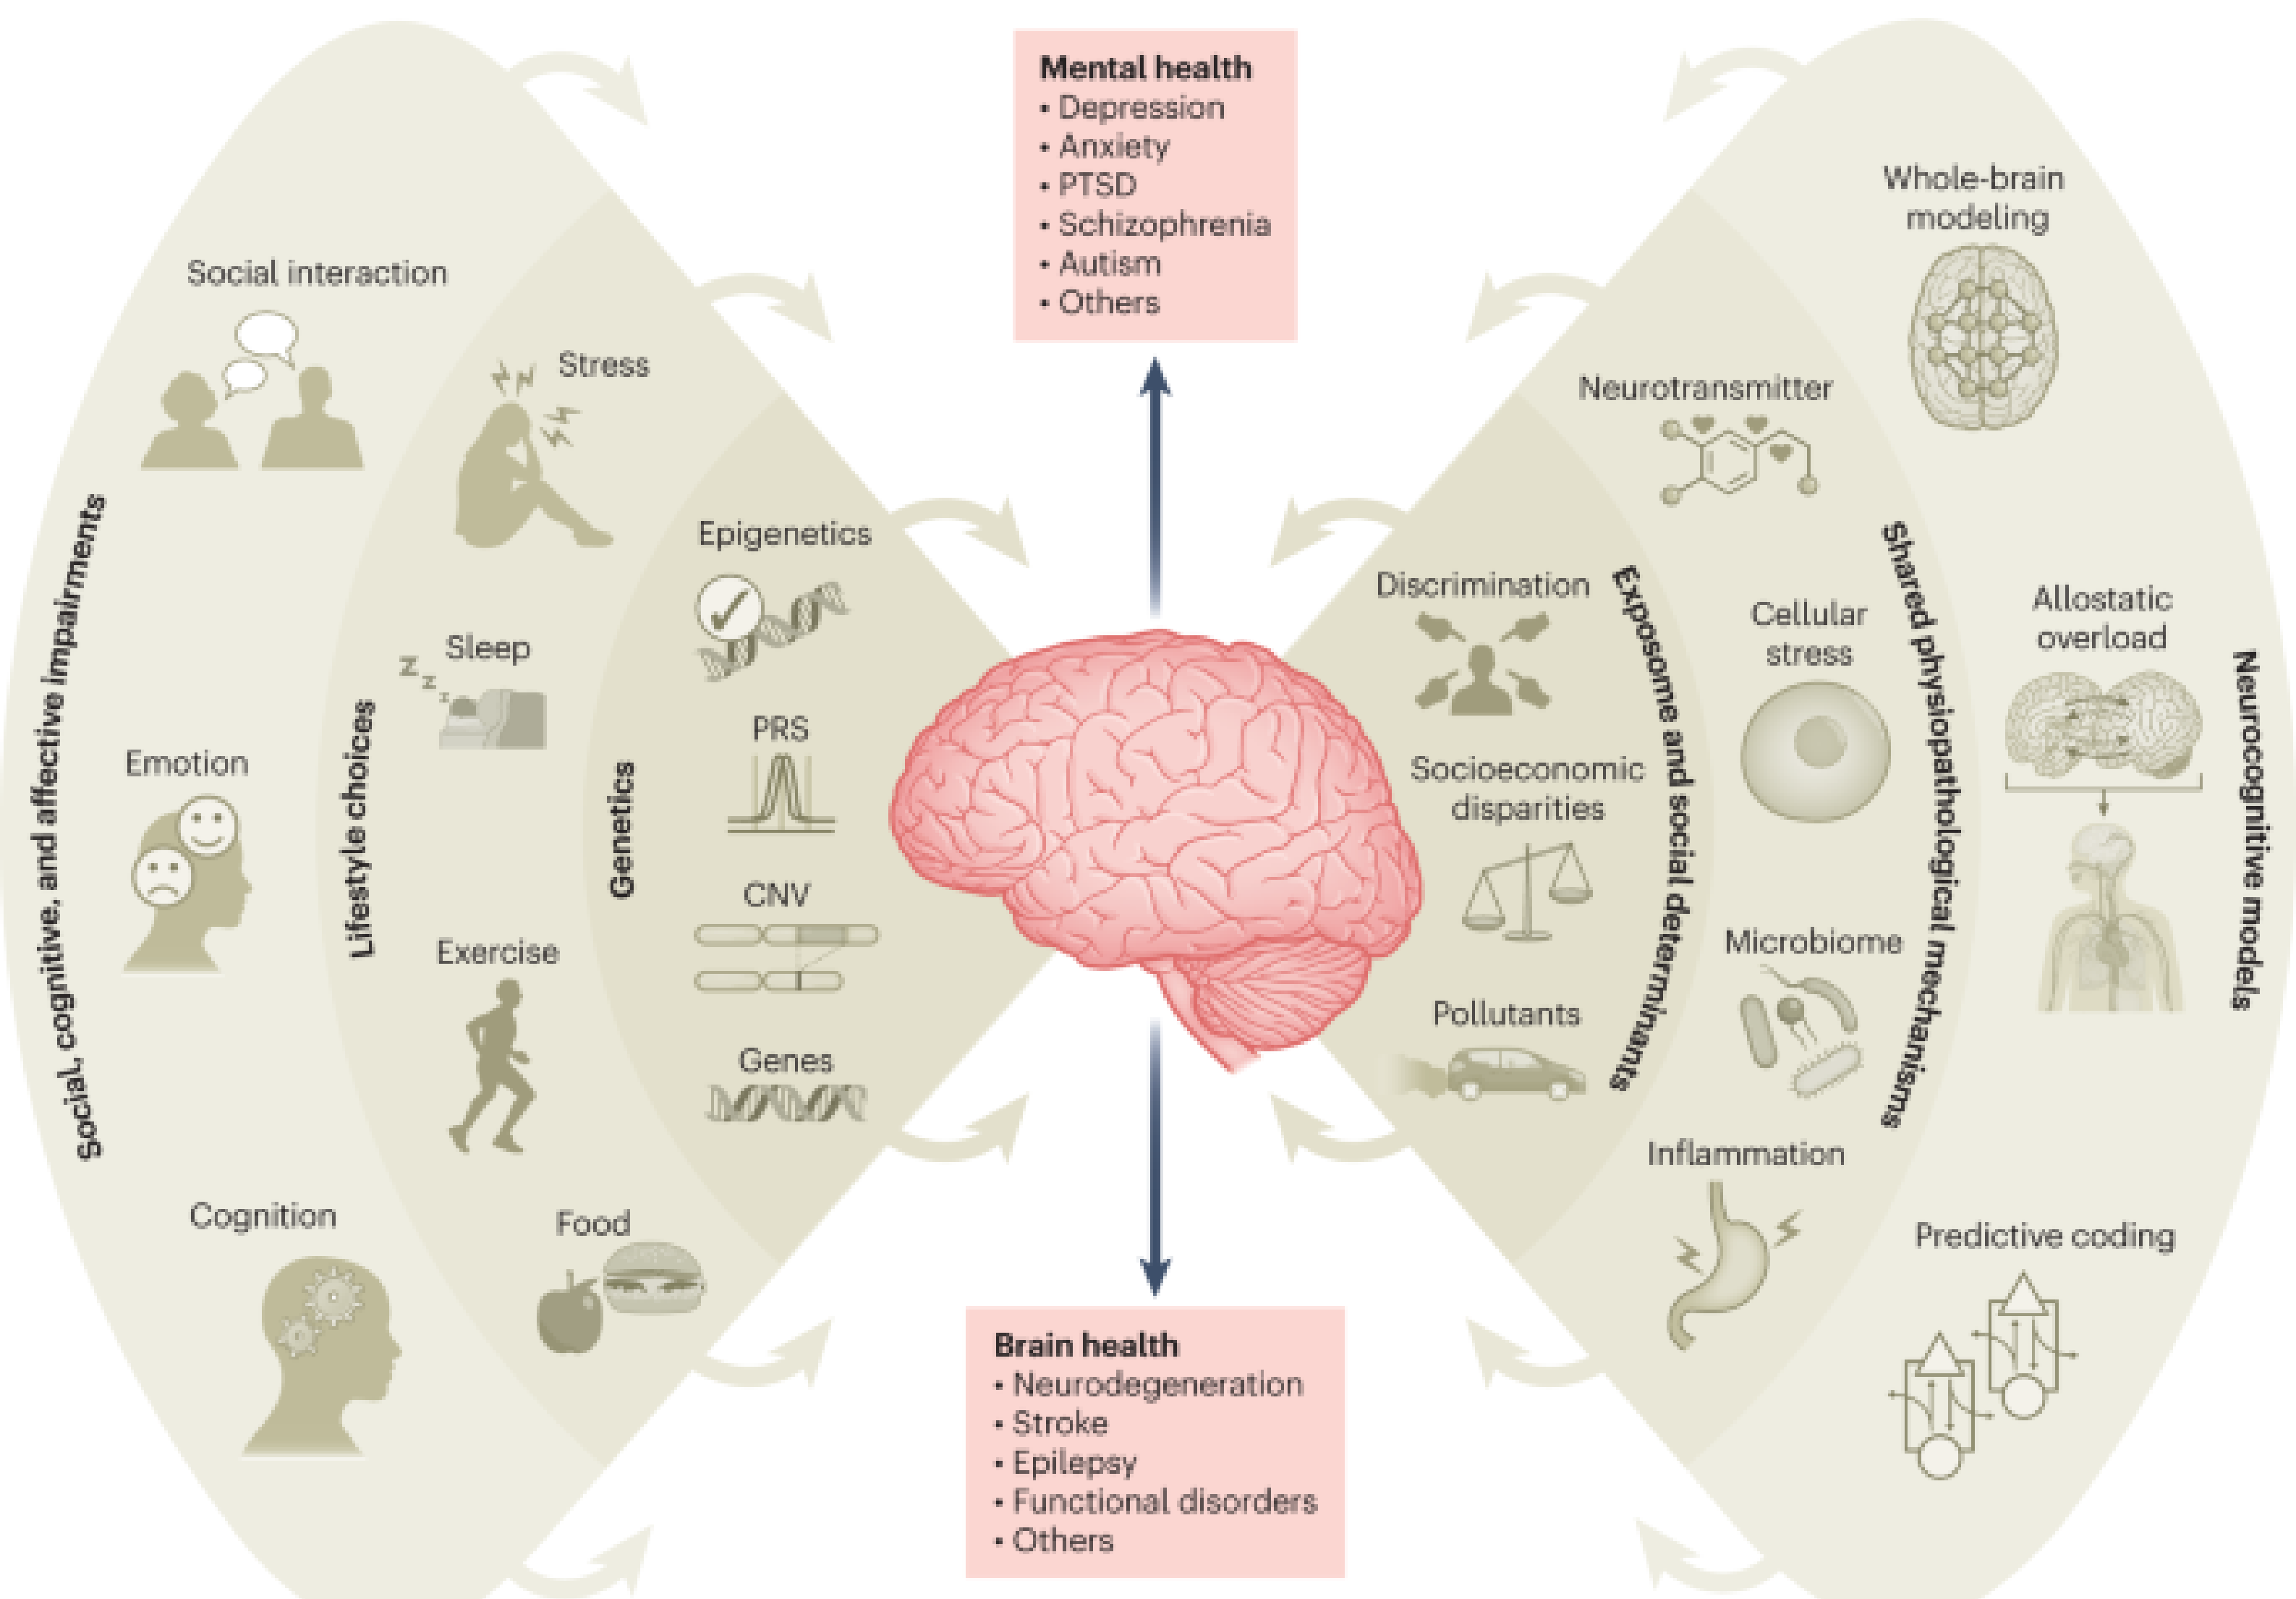 Mental health
• Depression
• Anxiety
• PTSD
• Schizophrenia
• Autism
• Others
Social, cognitive, and affective impairments
Social interaction
Emotion
Cognition
Lifestyle choices
Stress
Sleep
z
z
z
Exercise
Food
Genetics
Epigenetics
PRS
CNV
Genes
Discrimination
Socioeconomic
disparities
Pollutants
Exposome and social determinants
Neurotransmitter
Cellular
stress
Microbiome
Inflammation
Shared physiopathological mechanisms
Whole-brain
modeling
Allostatic
overload
Predictive coding
Neurocognitive models
Brain health
• Neurodegeneration
• Stroke
• Epilepsy
• Functional disorders
• Others